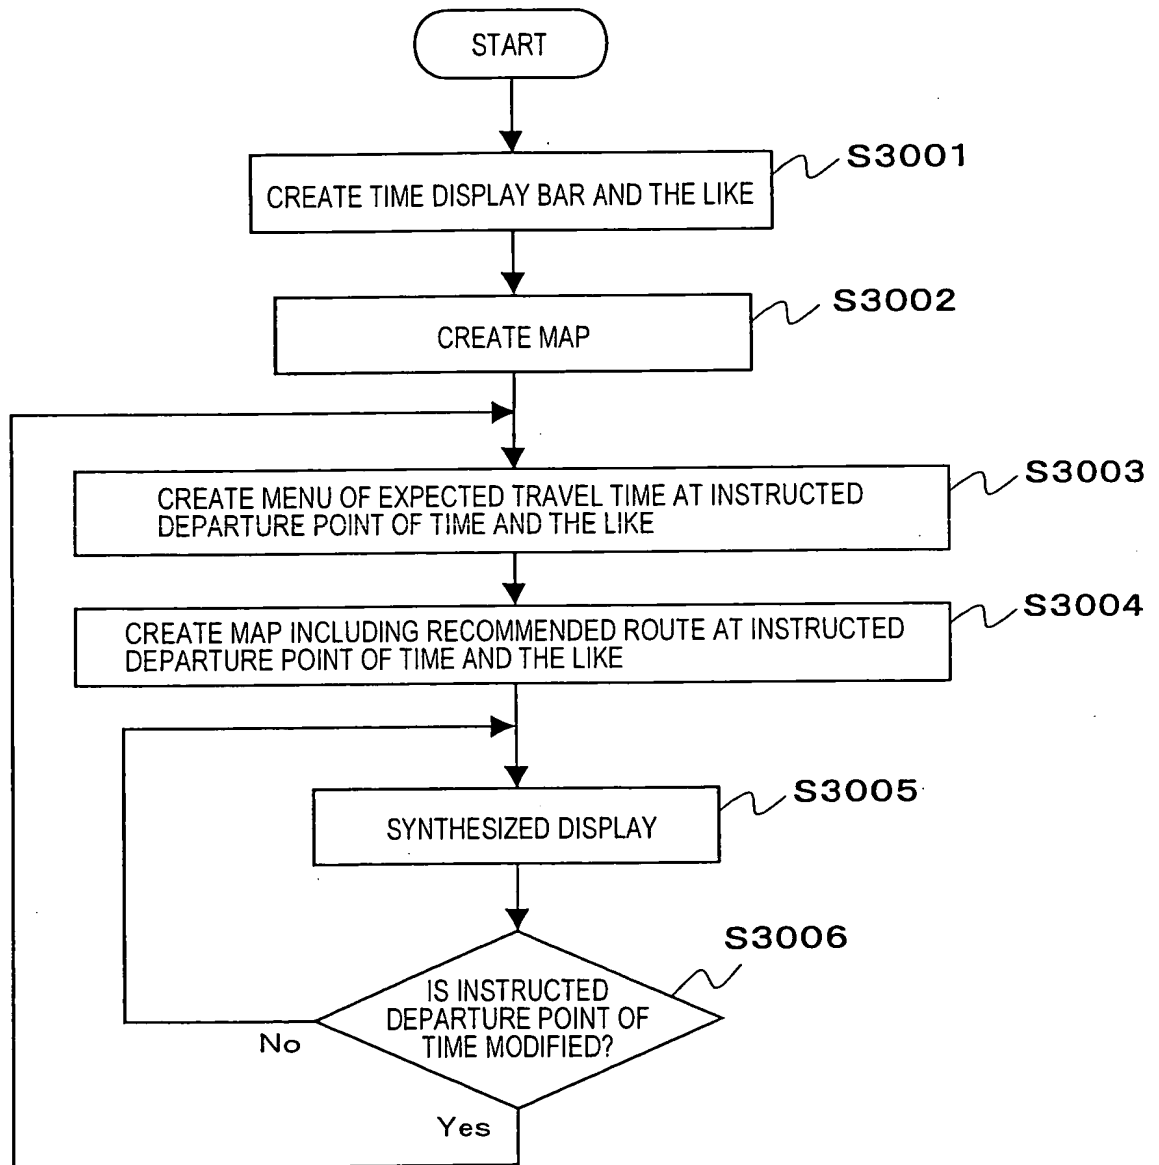 START
S3001
CREATE TIME DISPLAY BAR AND THE LIKE
S3002
CREATE MAP
S3003
CREATE MENU OF EXPECTED TRAVEL TIME AT INSTRUCTED
DEPARTURE POINT OF TIME AND THE LIKE
S3004
CREATE MAP INCLUDING RECOMMENDED ROUTE AT INSTRUCTED
DEPARTURE POINT OF TIME AND THE LIKE
S3005
SYNTHESIZED DISPLAY
S3006
IS INSTRUCTED
DEPARTURE POINT OF
TIME MODIFIED?
No
Yes